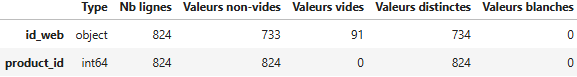 Type Nb lignes Valeurs non-vides Valeurs vides Valeurs distinctes Valeurs blanches
id_web object 824 733 91 734 0
product_id int64 824 824 0 824 0